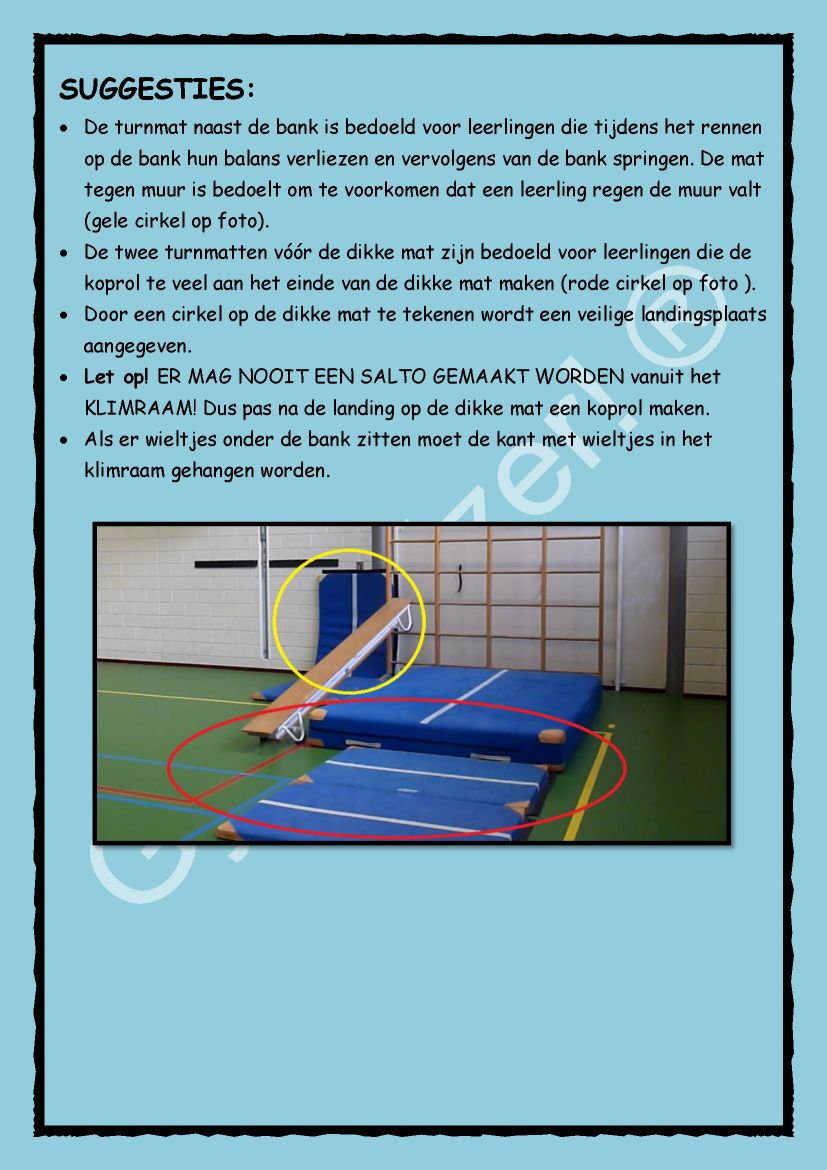 SUGGESTIES:
• De turnmat naast de bank is bedoeld voor leerlingen die tijdens het rennen
op de bank hun balans verliezen en vervolgens van de bank springen. De mat
tegen muur is bedoelt om te voorkomen dat een leerling regen de muur valt
(gele cirkel op foto).
• De twee turnmatten vóór de dikke mat zijn bedoeld voor leerlingen die de
koprol te veel aan het einde van de dikke mat maken (rode cirkel op foto ).
• Door een cirkel op de dikke mat te tekenen wordt een veilige landingsplaats
aangegeven.
• Let op! ER MAG NOOIT EEN SALTO GEMAAKT WORDEN vanuit het
KLIMRAAM! Dus pas na de landing op de dikke mat een koprol maken.
• Als er wieltjes onder de bank zitten moet de kant met wieltjes in het
klimraam gehangen worden.